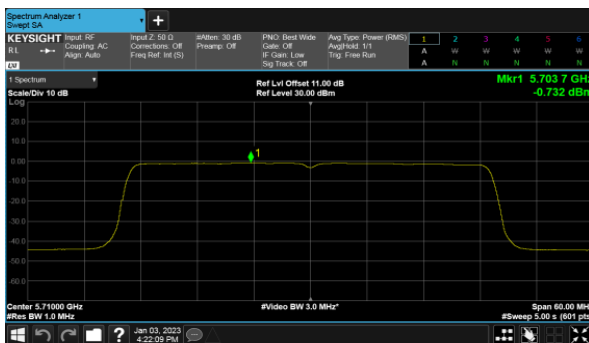 Spectrum Analyzer 1
Swept SA
KEYSIGHT
RL
Input: RF
Coupling: AC
Align: Auto
Input Z: 50 Ω
Corrections: Off
Freq Ref: Int (S)
#Atten: 30 dB
Preamp: Off
PNO: Best Wide
Gate: Off
IF Gain: Low
Sig Track: Off
Avg Type: Power (RMS)
Avg|Hold: 1/1
Trig: Free Run
1 2 3 4 5 6
A W W W W W
A N N N N N
LXI
1 Spectrum
Scale/Div 10 dB
Log
Ref Lvl Offset 11.00 dB
Ref Level 30.00 dBm
Mkr1 5.703 7 GHz
-0.732 dBm
20.0
10.0
0.00
-10.0
-20.0
-30.0
-40.0
-50.0
-60.0
1
Center 5.71000 GHz
#Res BW 1.0 MHz
#Video BW 3.0 MHz*
Span 60.00 MH
#Sweep 5.00 s (601 pts
?
Jan 03, 2023
4:22:09 PM